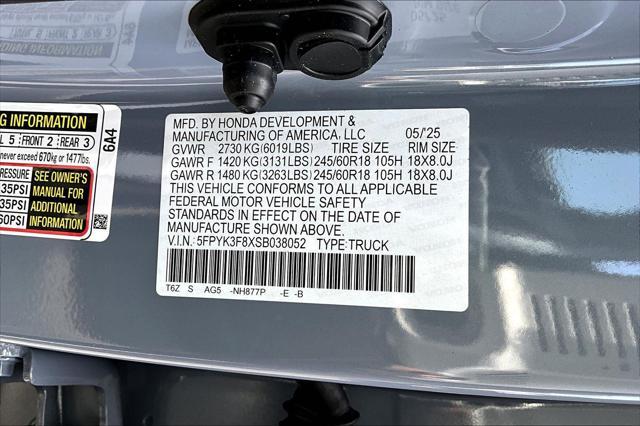 MFD. BY HONDA DEVELOPMENT &
MANUFACTURING OF AMERICA, LLC 05/'25
GVWR 2730 KG(6019LBS) TIRE SIZE RIM SIZE
GAWR F 1420 KG(3131LBS) 245/60R18 105H 18X8.0J
GAWR R 1480 KG(3263LBS) 245/60R18 105H 18X8.0J
THIS VEHICLE CONFORMS TO ALL APPLICABLE
FEDERAL MOTOR VEHICLE SAFETY
STANDARDS IN EFFECT ON THE DATE OF
MANUFACTURE SHOWN ABOVE.
V.I.N.: 5FPYK3F8XSB038052 TYPE:TRUCK
T6Z S AG5 -NH877P -E -B
INFORMATION
5 FRONT 2 REAR 3
never exceed 670kg or 1477lbs.
35PSI
35PSI
60PSI
SEE OWNER'S
MANUAL FOR
ADDITIONAL
INFORMATION
6A4